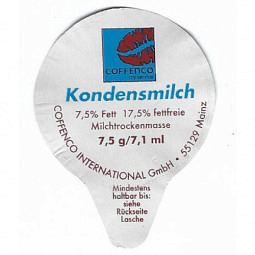 COFFENCO
Kondensmilch
7,5% Fett 17,5% fettfreie
Milchtrockenmasse
7,5 g/7,1 ml
COFFENCO INTERNATIONAL GmbH • 55129 Mainz
Mindestens
haltbar bis:
siehe
Rückseite
Lasche